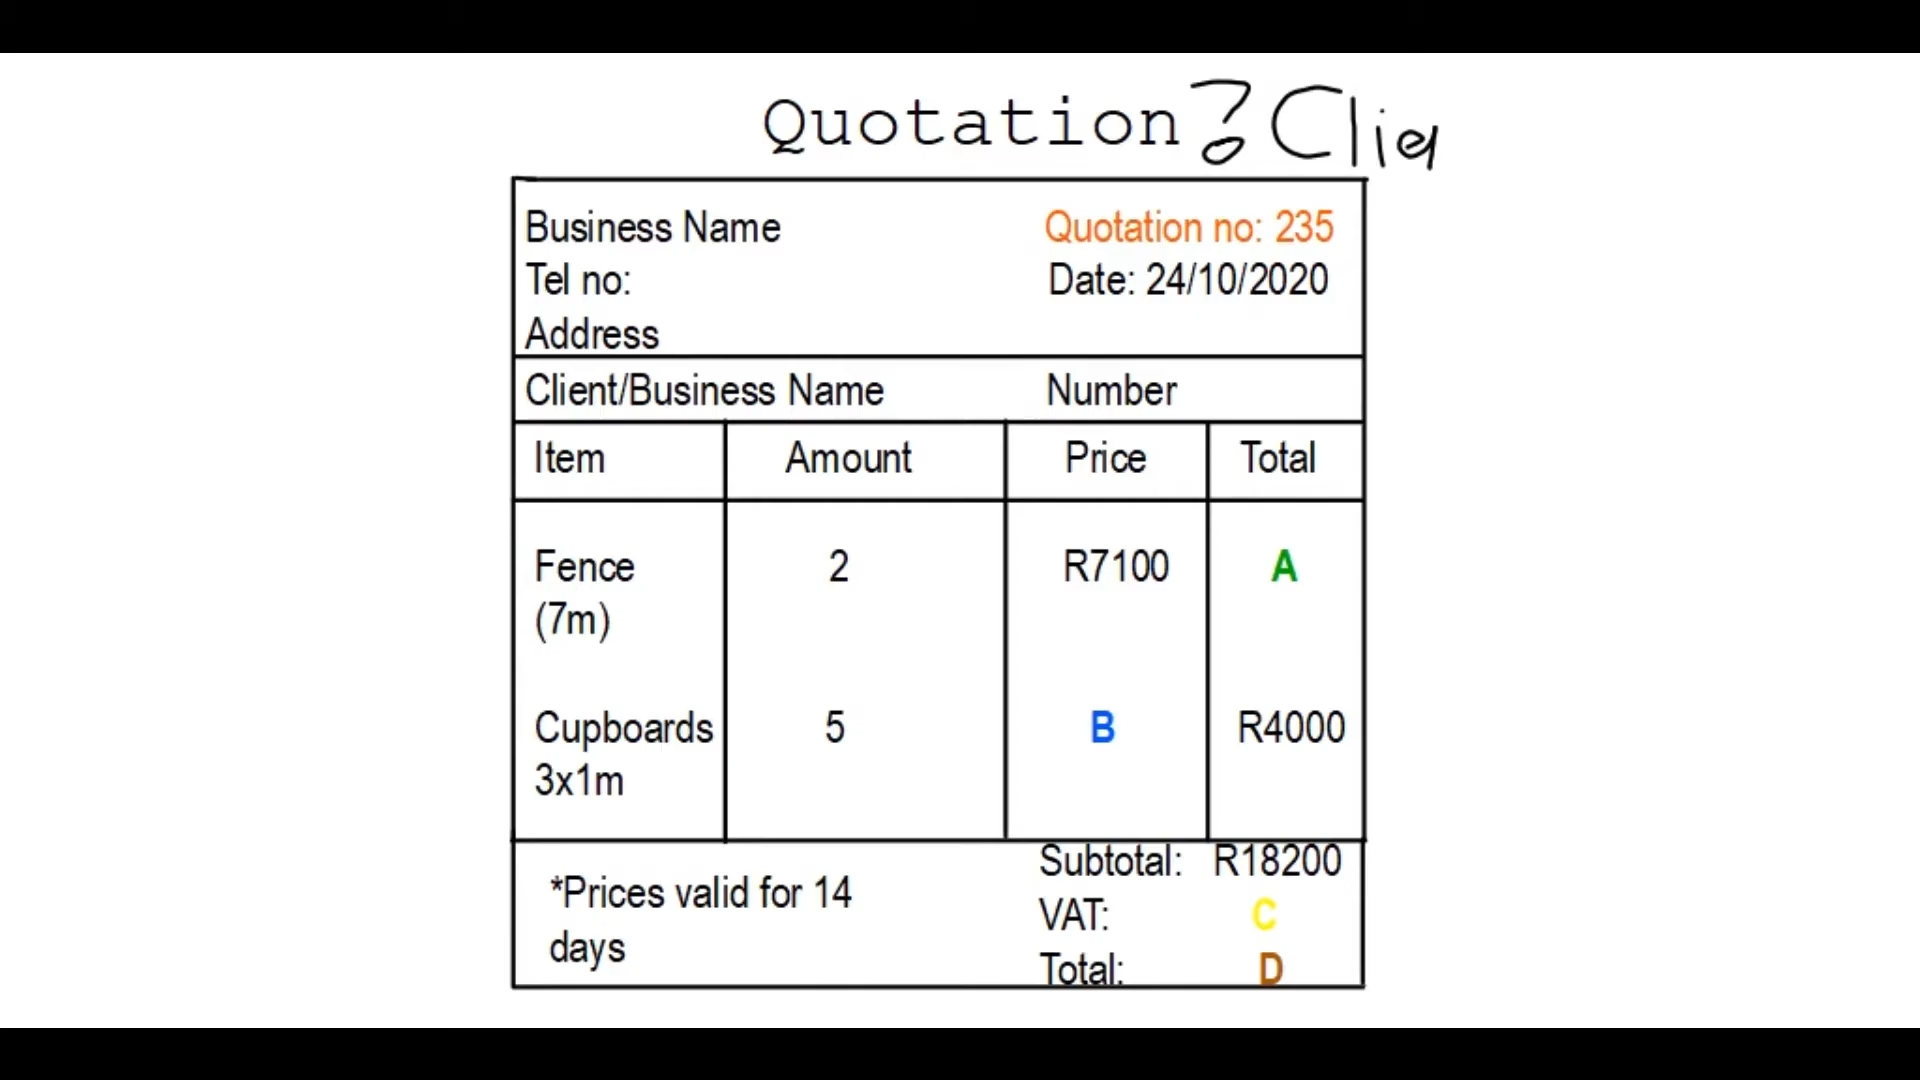 Quotation? Clien
Business Name Quotation no: 235
Tel no: Date: 24/10/2020
Address
Client/Business Name Number
Item Amount Price Total
Fence 2 R7100 A
(7m)
Cupboards 5 B R4000
3x1m
Subtotal: R18200
*Prices valid for 14
VAT: C
days
Total: D